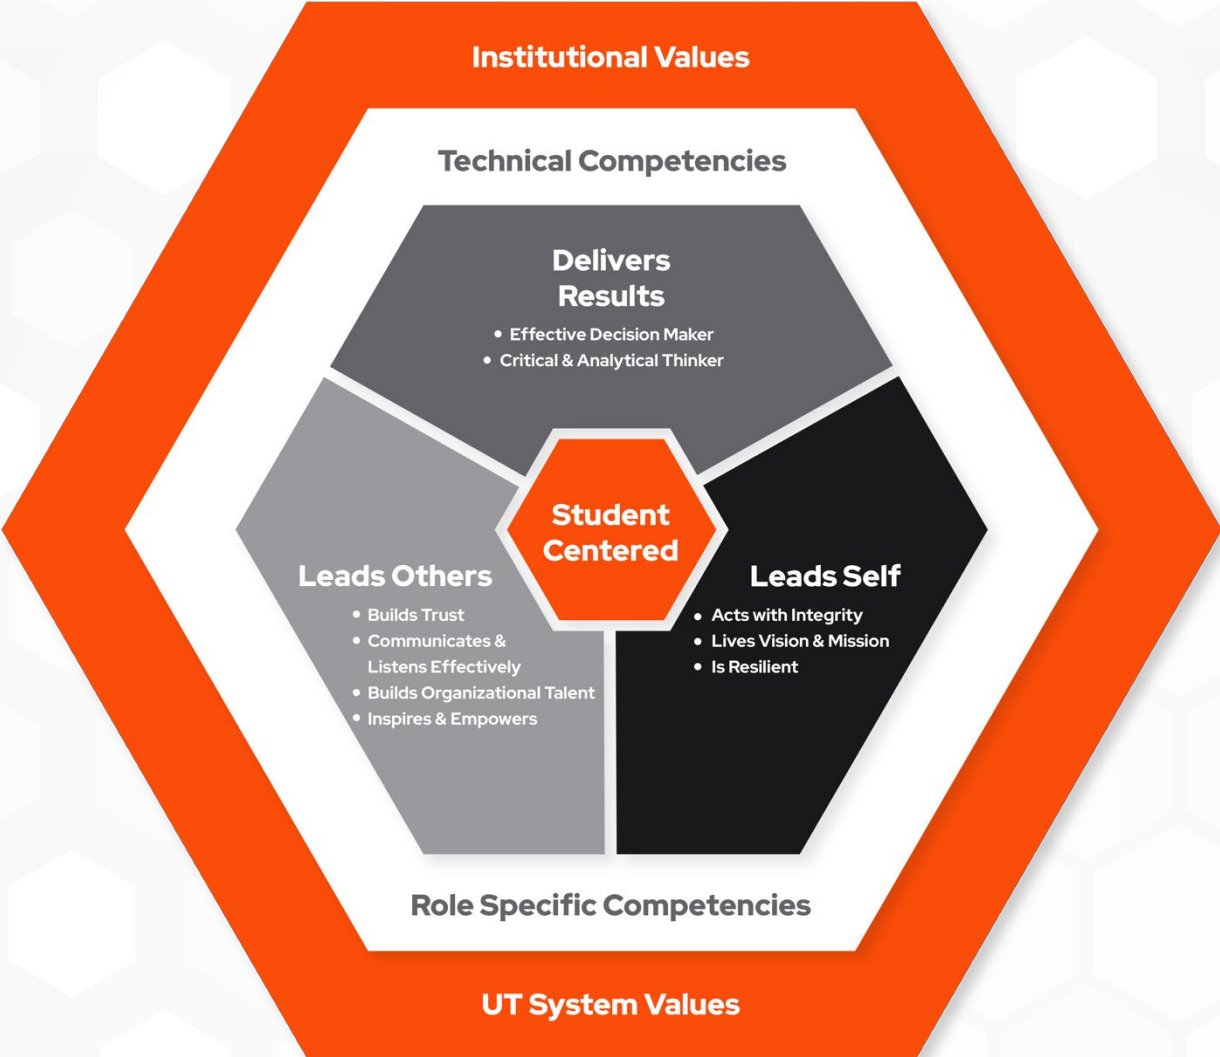 Institutional Values
Technical Competencies
Delivers
Results
• Effective Decision Maker
• Critical & Analytical Thinker
Student
Centered
Leads Others
• Builds Trust
• Communicates &
Listens Effectively
• Builds Organizational Talent
• Inspires & Empowers
Leads Self
• Acts with Integrity
• Lives Vision & Mission
• Is Resilient
Role Specific Competencies
UT System Values